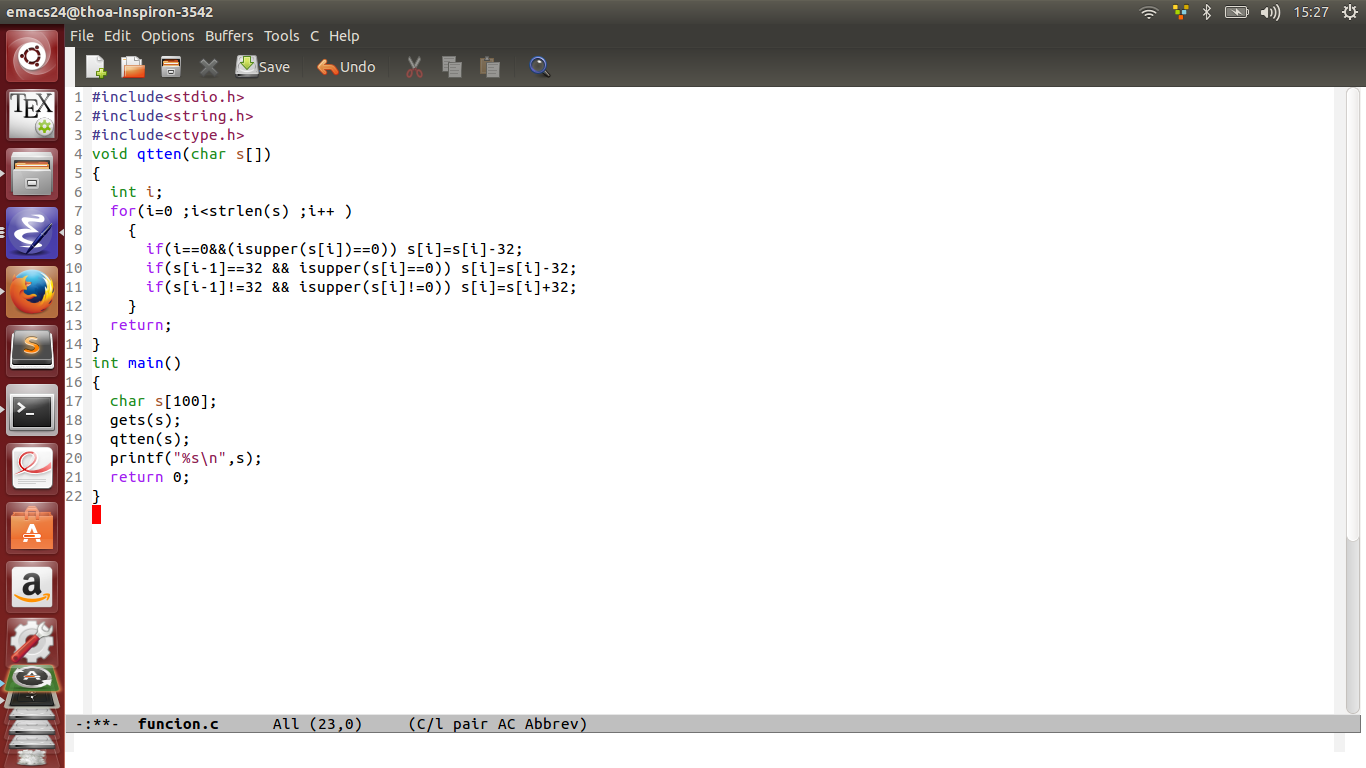 emacs24@thoa-Inspiron-3542 15:27
File Edit Options Buffers Tools C Help
Save Undo
1 #include<stdio.h>
2 #include<string.h>
3 #include<ctype.h>
4 void qtten(char s[])
5 {
6   int i;
7   for(i=0 ;i<strlen(s) ;i++ )
8     {
9       if(i==0&&(isupper(s[i])==0)) s[i]=s[i]-32;
10       if(s[i-1]==32 && isupper(s[i]==0)) s[i]=s[i]-32;
11       if(s[i-1]!=32 && isupper(s[i]!=0)) s[i]=s[i]+32;
12     }
13   return;
14 }
15 int main()
16 {
17   char s[100];
18   gets(s);
19   qtten(s);
20   printf("%s\n",s);
21   return 0;
22 }
TEX
S
>_
A
a
-:**-  funcion.c      All (23,0)     (C/l pair AC Abbrev)